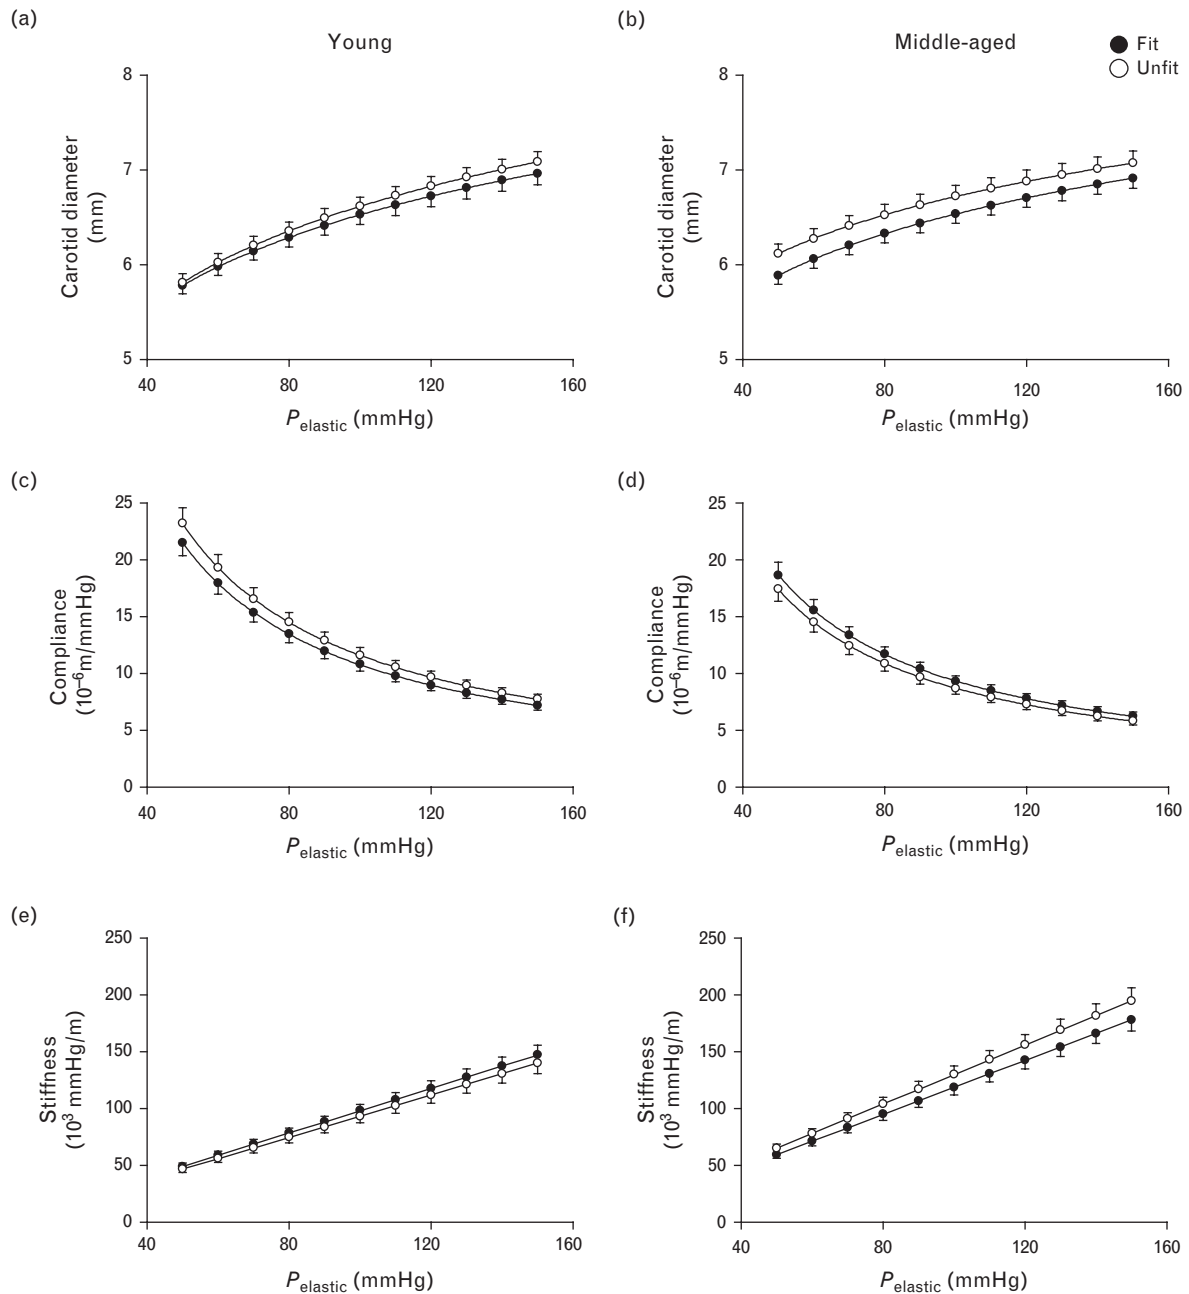 (a)
Young
(b)
Middle-aged
Fit
Unfit
8
7
6
5
Carotid diameter
(mm)
40
80
120
160
Pelastic (mmHg)
8
7
6
5
Carotid diameter
(mm)
40
80
120
160
Pelastic (mmHg)
(c)
25
20
15
10
5
0
Compliance
(10–6m/mmHg)
40
80
120
160
Pelastic (mmHg)
(d)
25
20
15
10
5
0
Compliance
(10–6m/mmHg)
40
80
120
160
Pelastic (mmHg)
(e)
250
200
150
100
50
0
Stiffness
(103 mmHg/m)
40
80
120
160
Pelastic (mmHg)
(f)
250
200
150
100
50
0
Stiffness
(103 mmHg/m)
40
80
120
160
Pelastic (mmHg)